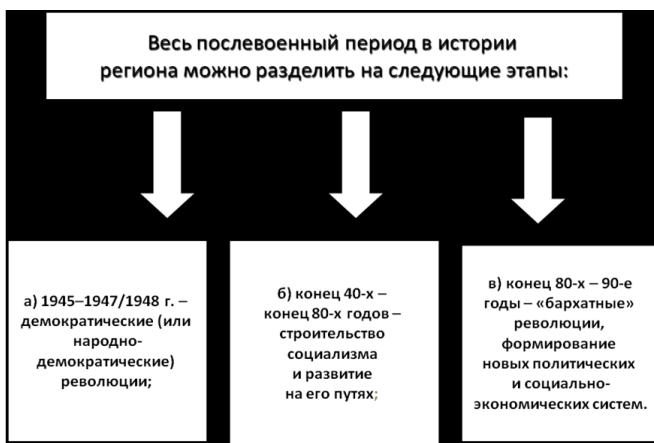 Весь послевоенный период в истории
региона можно разделить на следующие этапы:
а) 1945–1947/1948 г. –
демократические (или
народно-
демократические)
революции;
б) конец 40-х –
конец 80-х годов –
строительство
социализма
и развитие
на его путях;
в) конец 80-х – 90-е
годы – «бархатные»
революции,
формирование
новых политических
и социально-
экономических систем.